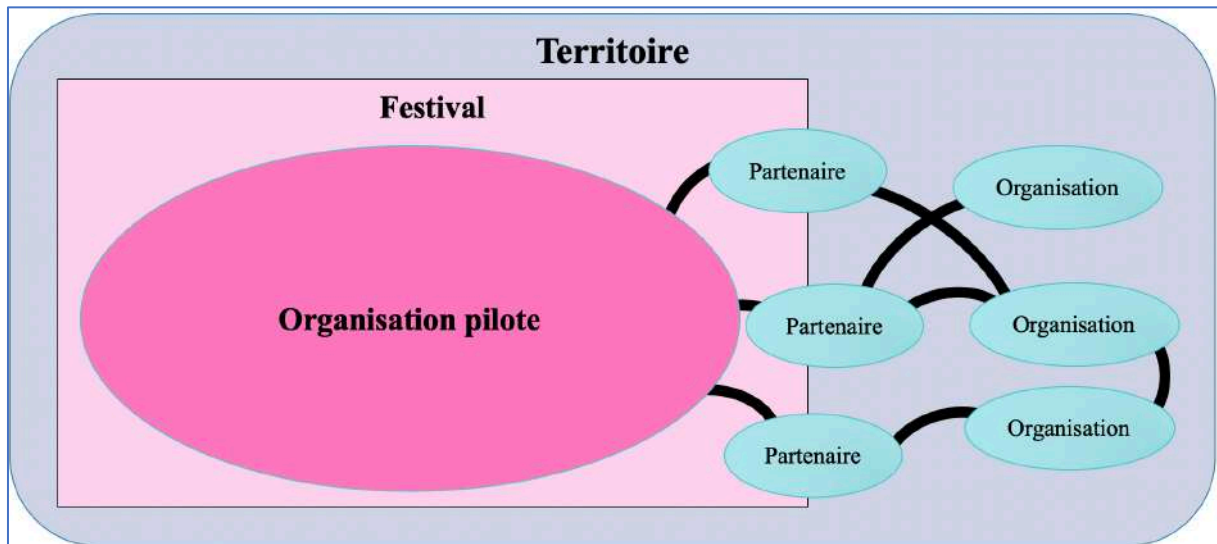 Territoire
Festival
Partenaire
Organisation
Organisation pilote
Partenaire
Organisation
Partenaire
Organisation